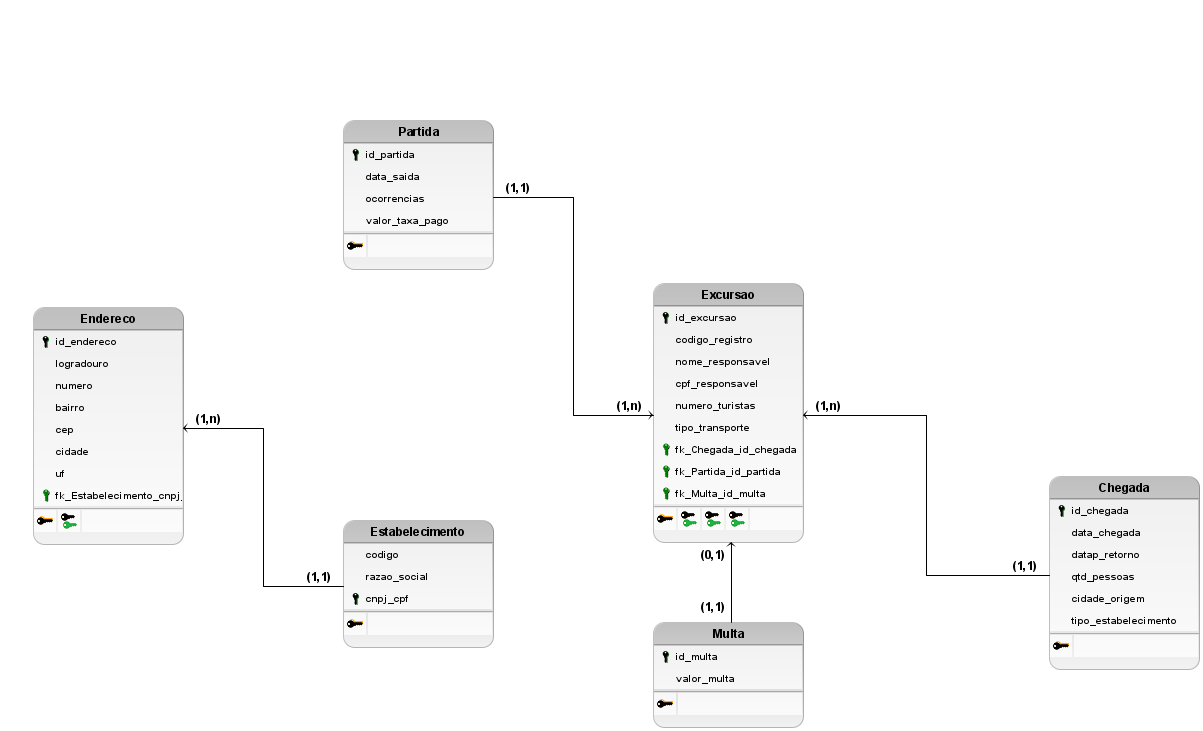 Partida
id_partida
data_saida
ocorrencias
valor_taxa_pago
(1,1)
Excursao
id_excursao
codigo_registro
nome_responsavel
cpf_responsavel
numero_turistas
tipo_transporte
fk_Chegada_id_chegada
fk_Partida_id_partida
fk_Multa_id_multa
(1,n)
(1,n)
Endereco
id_endereco
logradouro
numero
bairro
cep
cidade
uf
fk_Estabelecimento_cnpj_
(1,n)
Estabelecimento
codigo
razao_social
cnpj_cpf
(1,1)
(0,1)
(1,1)
Multa
id_multa
valor_multa
Chegada
id_chegada
data_chegada
datap_retorno
qtd_pessoas
cidade_origem
tipo_estabelecimento
(1,1)